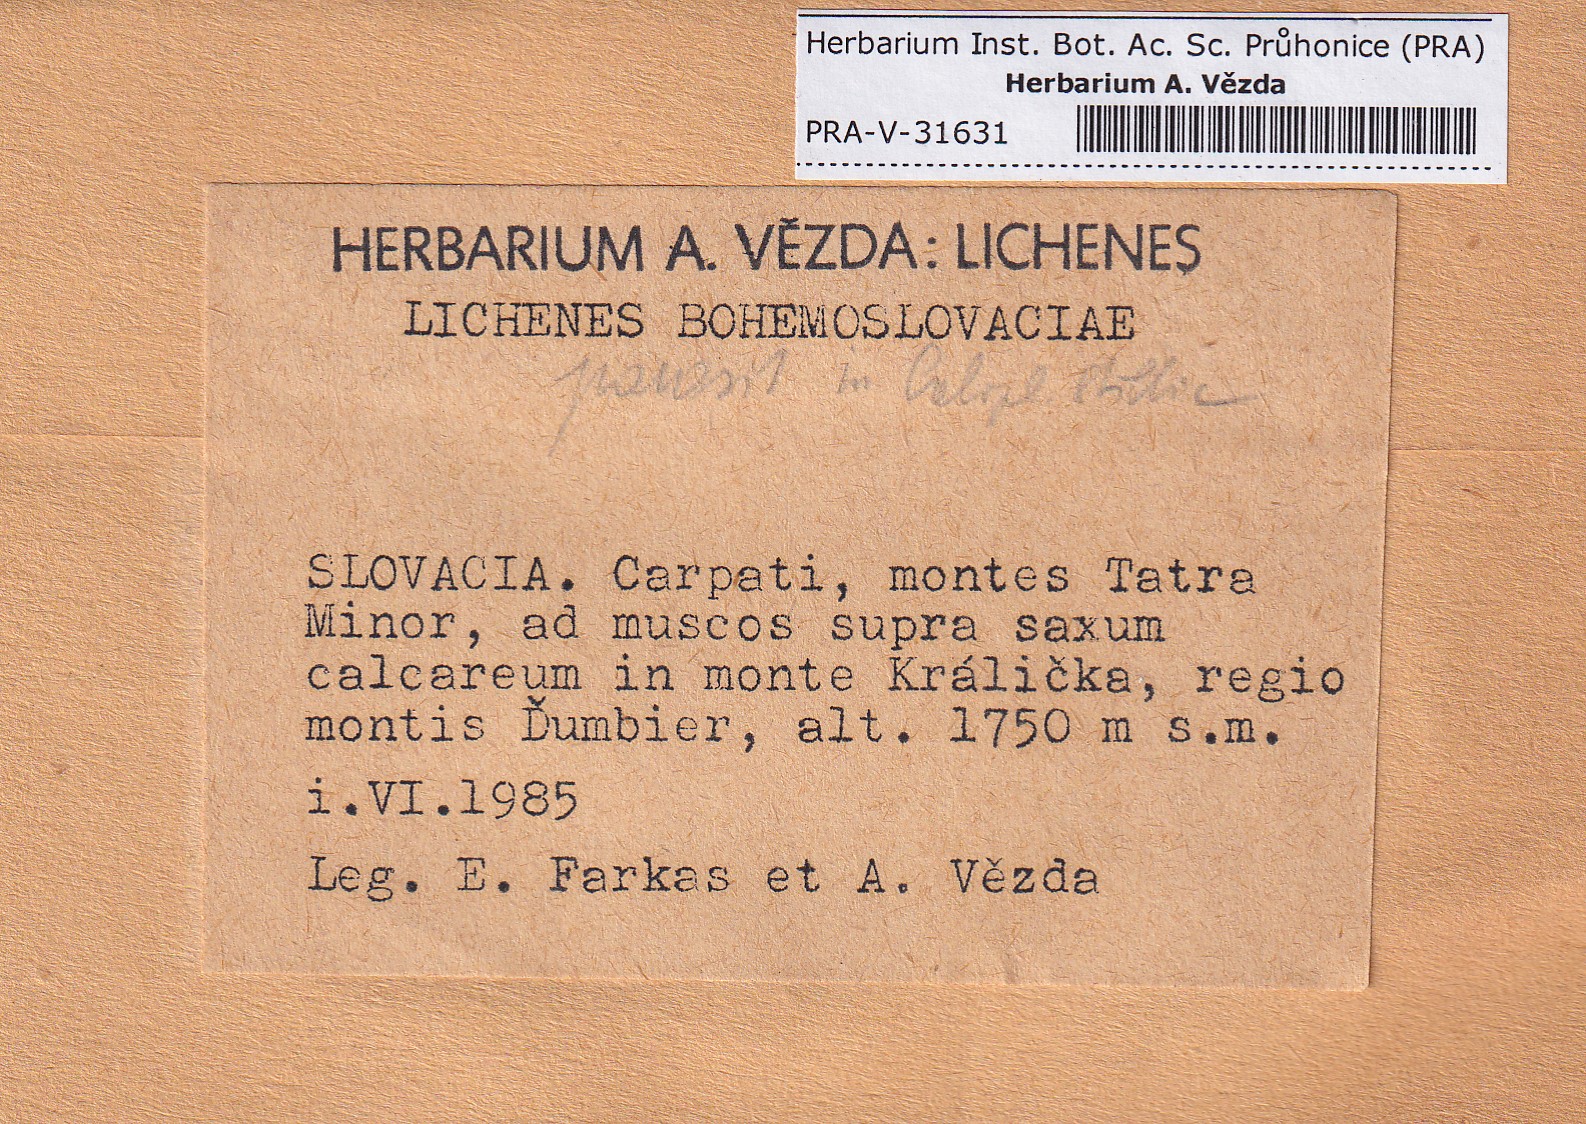 Herbarium Inst. Bot. Ac. Sc. Průhonice (PRA)
Herbarium A. Vězda
PRA-V-31631
HERBARIUM A. VĚZDA: LICHENES
LICHENES BOHEMOSLOVACIAE
in
SLOVACIA. Carpati, montes Tatra
Minor, ad muscos supra saxum
calcareum in monte Králička, regio
montis Ďumbier, alt. 1750 m s.m.
i.VI.1985
Leg. E. Farkas et A. Vězda